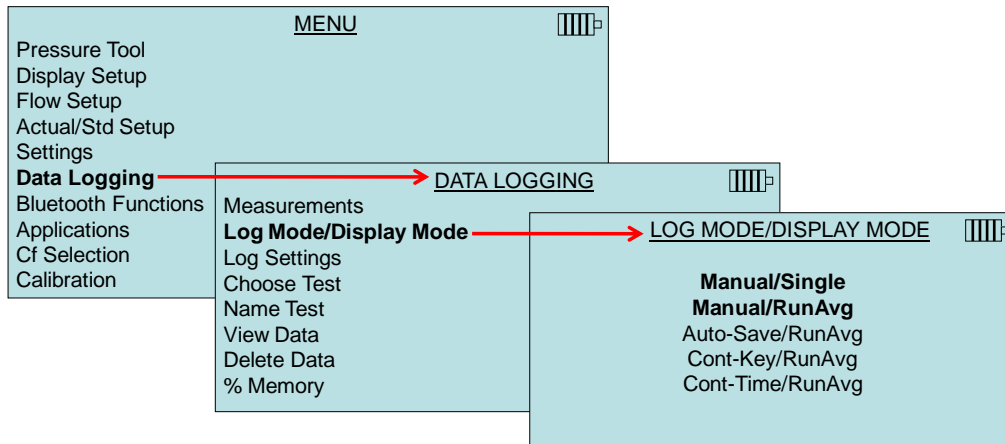 MENU
Pressure Tool
Display Setup
Flow Setup
Actual/Std Setup
Settings
Data Logging
Bluetooth Functions
Applications
Cf Selection
Calibration
DATA LOGGING
Measurements
Log Mode/Display Mode
Log Settings
Choose Test
Name Test
View Data
Delete Data
% Memory
LOG MODE/DISPLAY MODE
Manual/Single
Manual/RunAvg
Auto-Save/RunAvg
Cont-Key/RunAvg
Cont-Time/RunAvg